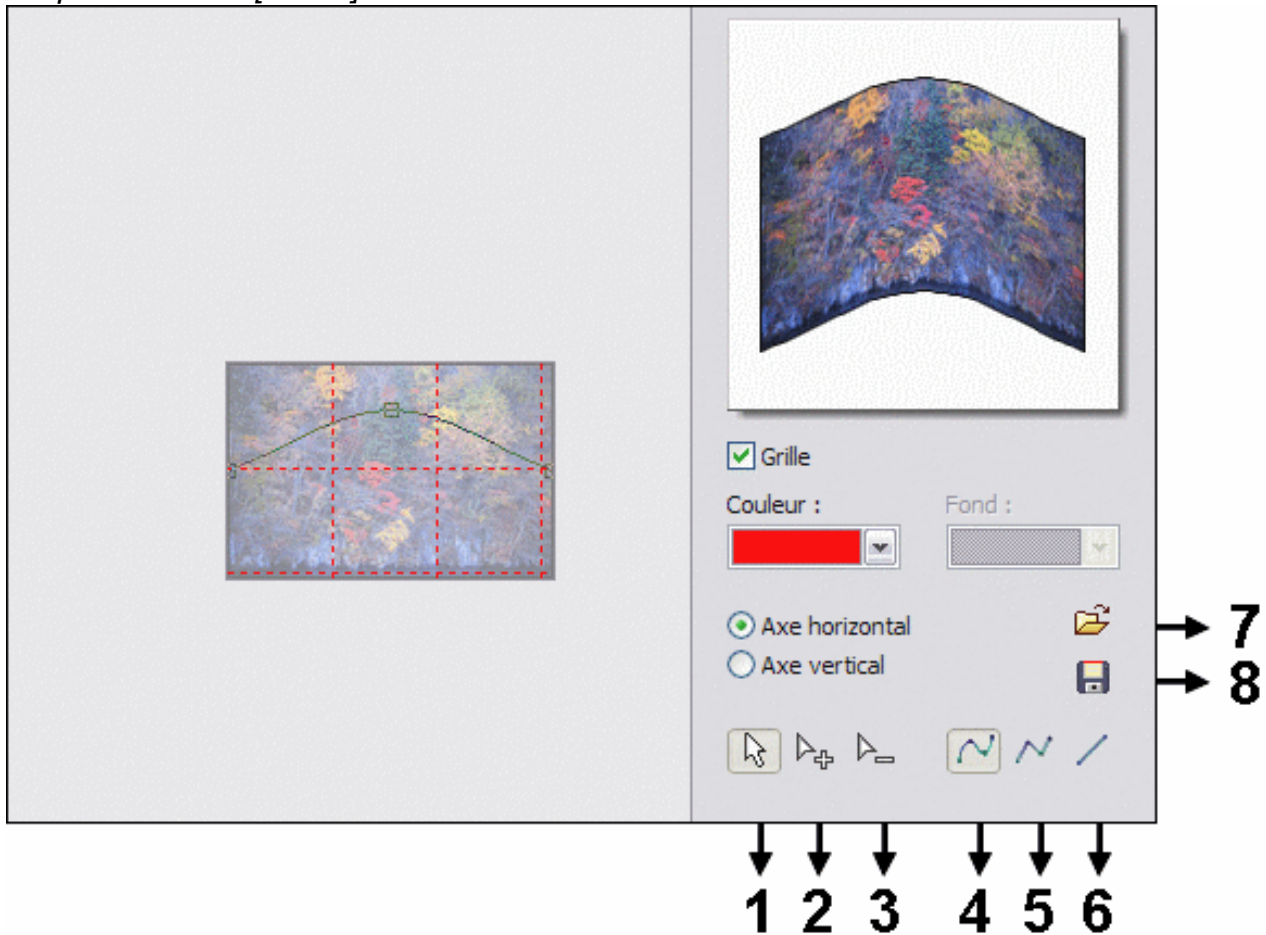 Grille
Couleur :
Fond :
Axe horizontal
Axe vertical
7
8
1 2 3 4 5 6